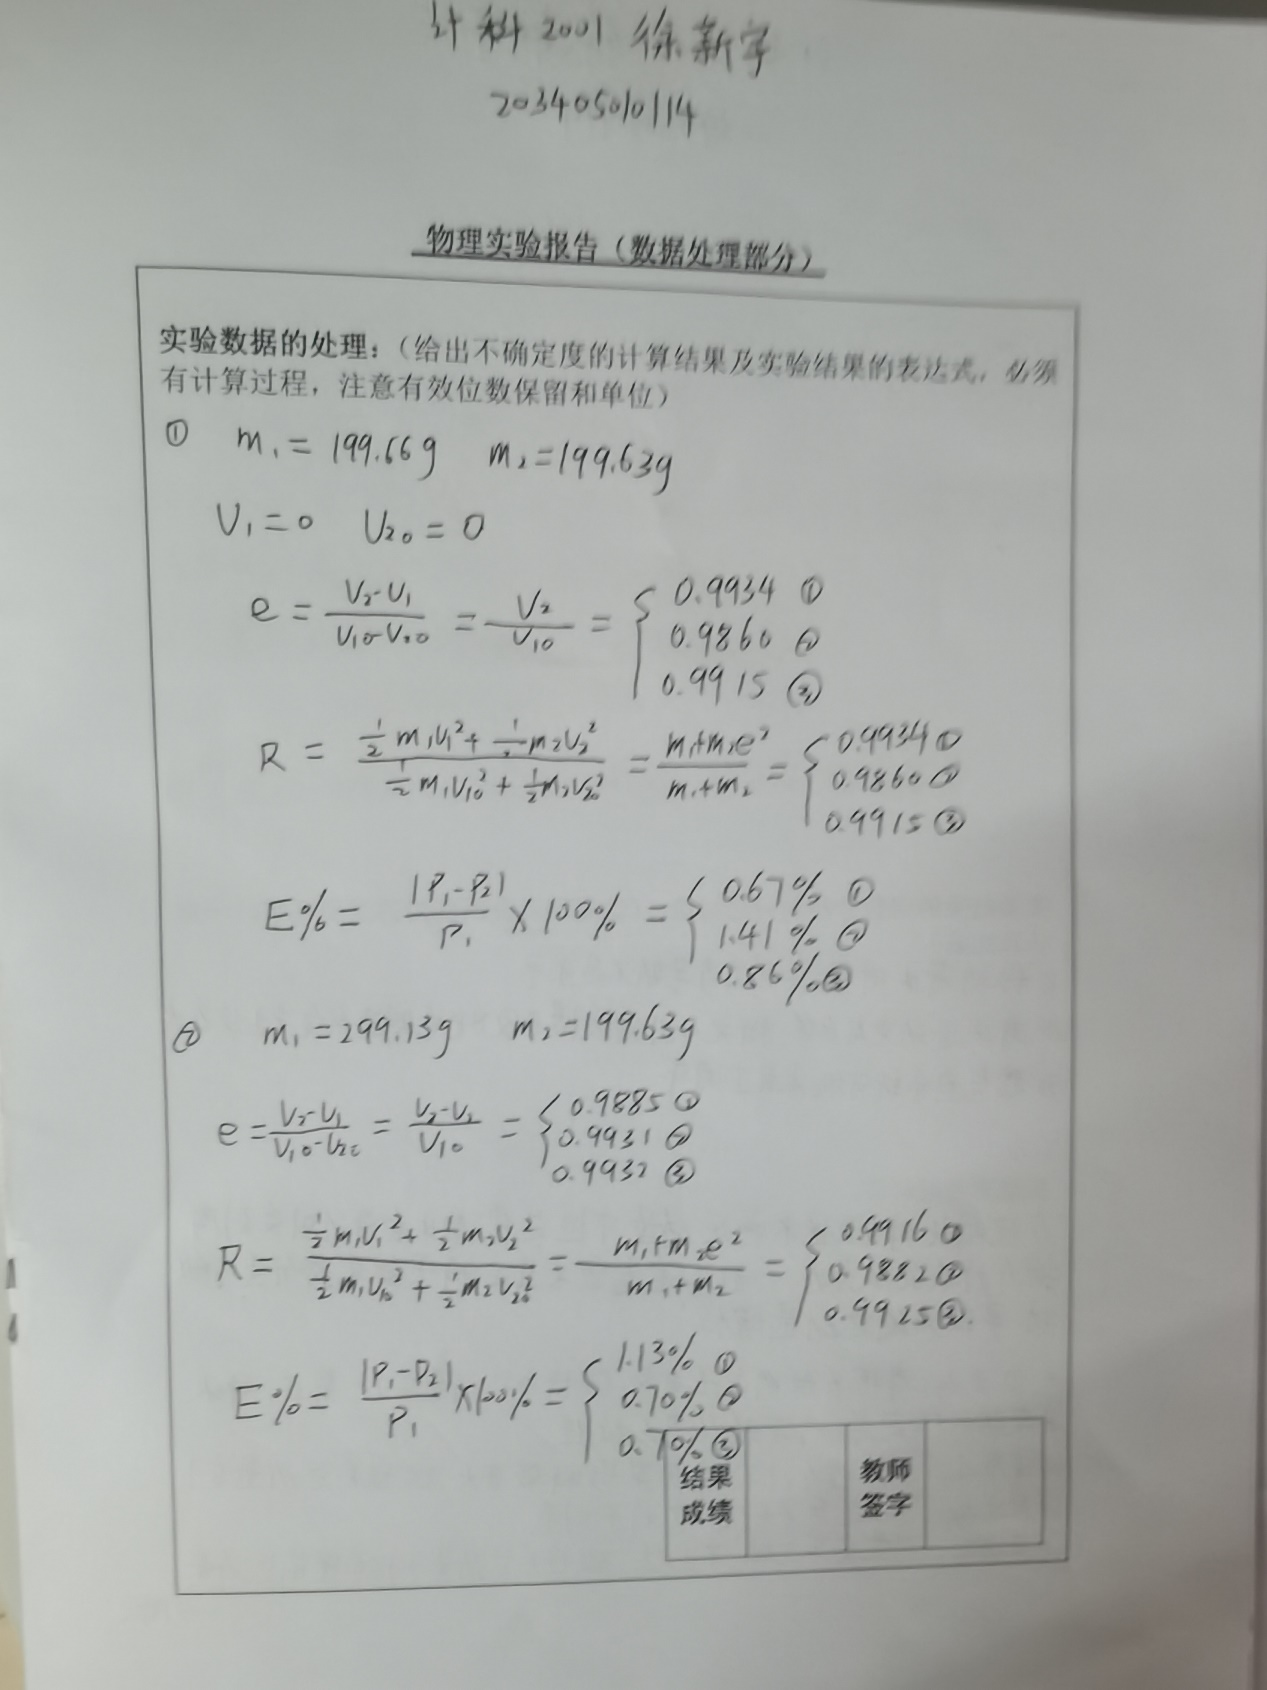 计科2001 徐新宇
203405010114
物理实验报告（数据处理部分）
实验数据的处理：（给出不确定度的计算结果及实验结果的表达式，必须
有计算过程，注意有效位数保留和单位）
① m₁=199.66g m₂=199.63g
V₁=0 V₂₀=0
e = (V₂-V₁)/(V₁₀-V₂₀) = V₂/V₁₀ = { 0.9934 ①
0.9860 ②
0.9915 ③
R = (½m₁V₁²+½m₂V₂²)/(½m₁V₁₀²+½m₂V₂₀²) = (m₁+m₂e²)/(m₁+m₂) = { 0.9934 ①
0.9860 ②
0.9915 ③
E% = |P₁-P₂|/P₁ ×100% = { 0.67% ①
1.41% ②
0.86% ③
② m₁=299.13g m₂=199.63g
e = (V₂-V₁)/(V₁₀-V₂₀) = (V₂-V₁)/V₁₀ = { 0.9885 ①
0.9931 ②
0.9932 ③
R = (½m₁V₁²+½m₂V₂²)/(½m₁V₁₀²+½m₂V₂₀²) = (m₁+m₂e²)/(m₁+m₂) = { 0.9916 ①
0.9882 ②
0.9925 ③.
E% = |P₁-P₂|/P₁ ×100% = { 1.13% ①
0.70% ②
0.70% ③
结果
成绩
教师
签字